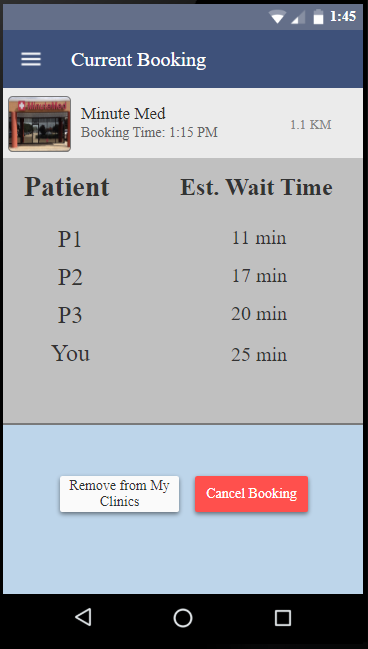 1:45
Current Booking
Minute Med
Booking Time: 1:15 PM
1.1 KM
Patient Est. Wait Time
P1 11 min
P2 17 min
P3 20 min
You 25 min
Remove from My
Clinics
Cancel Booking